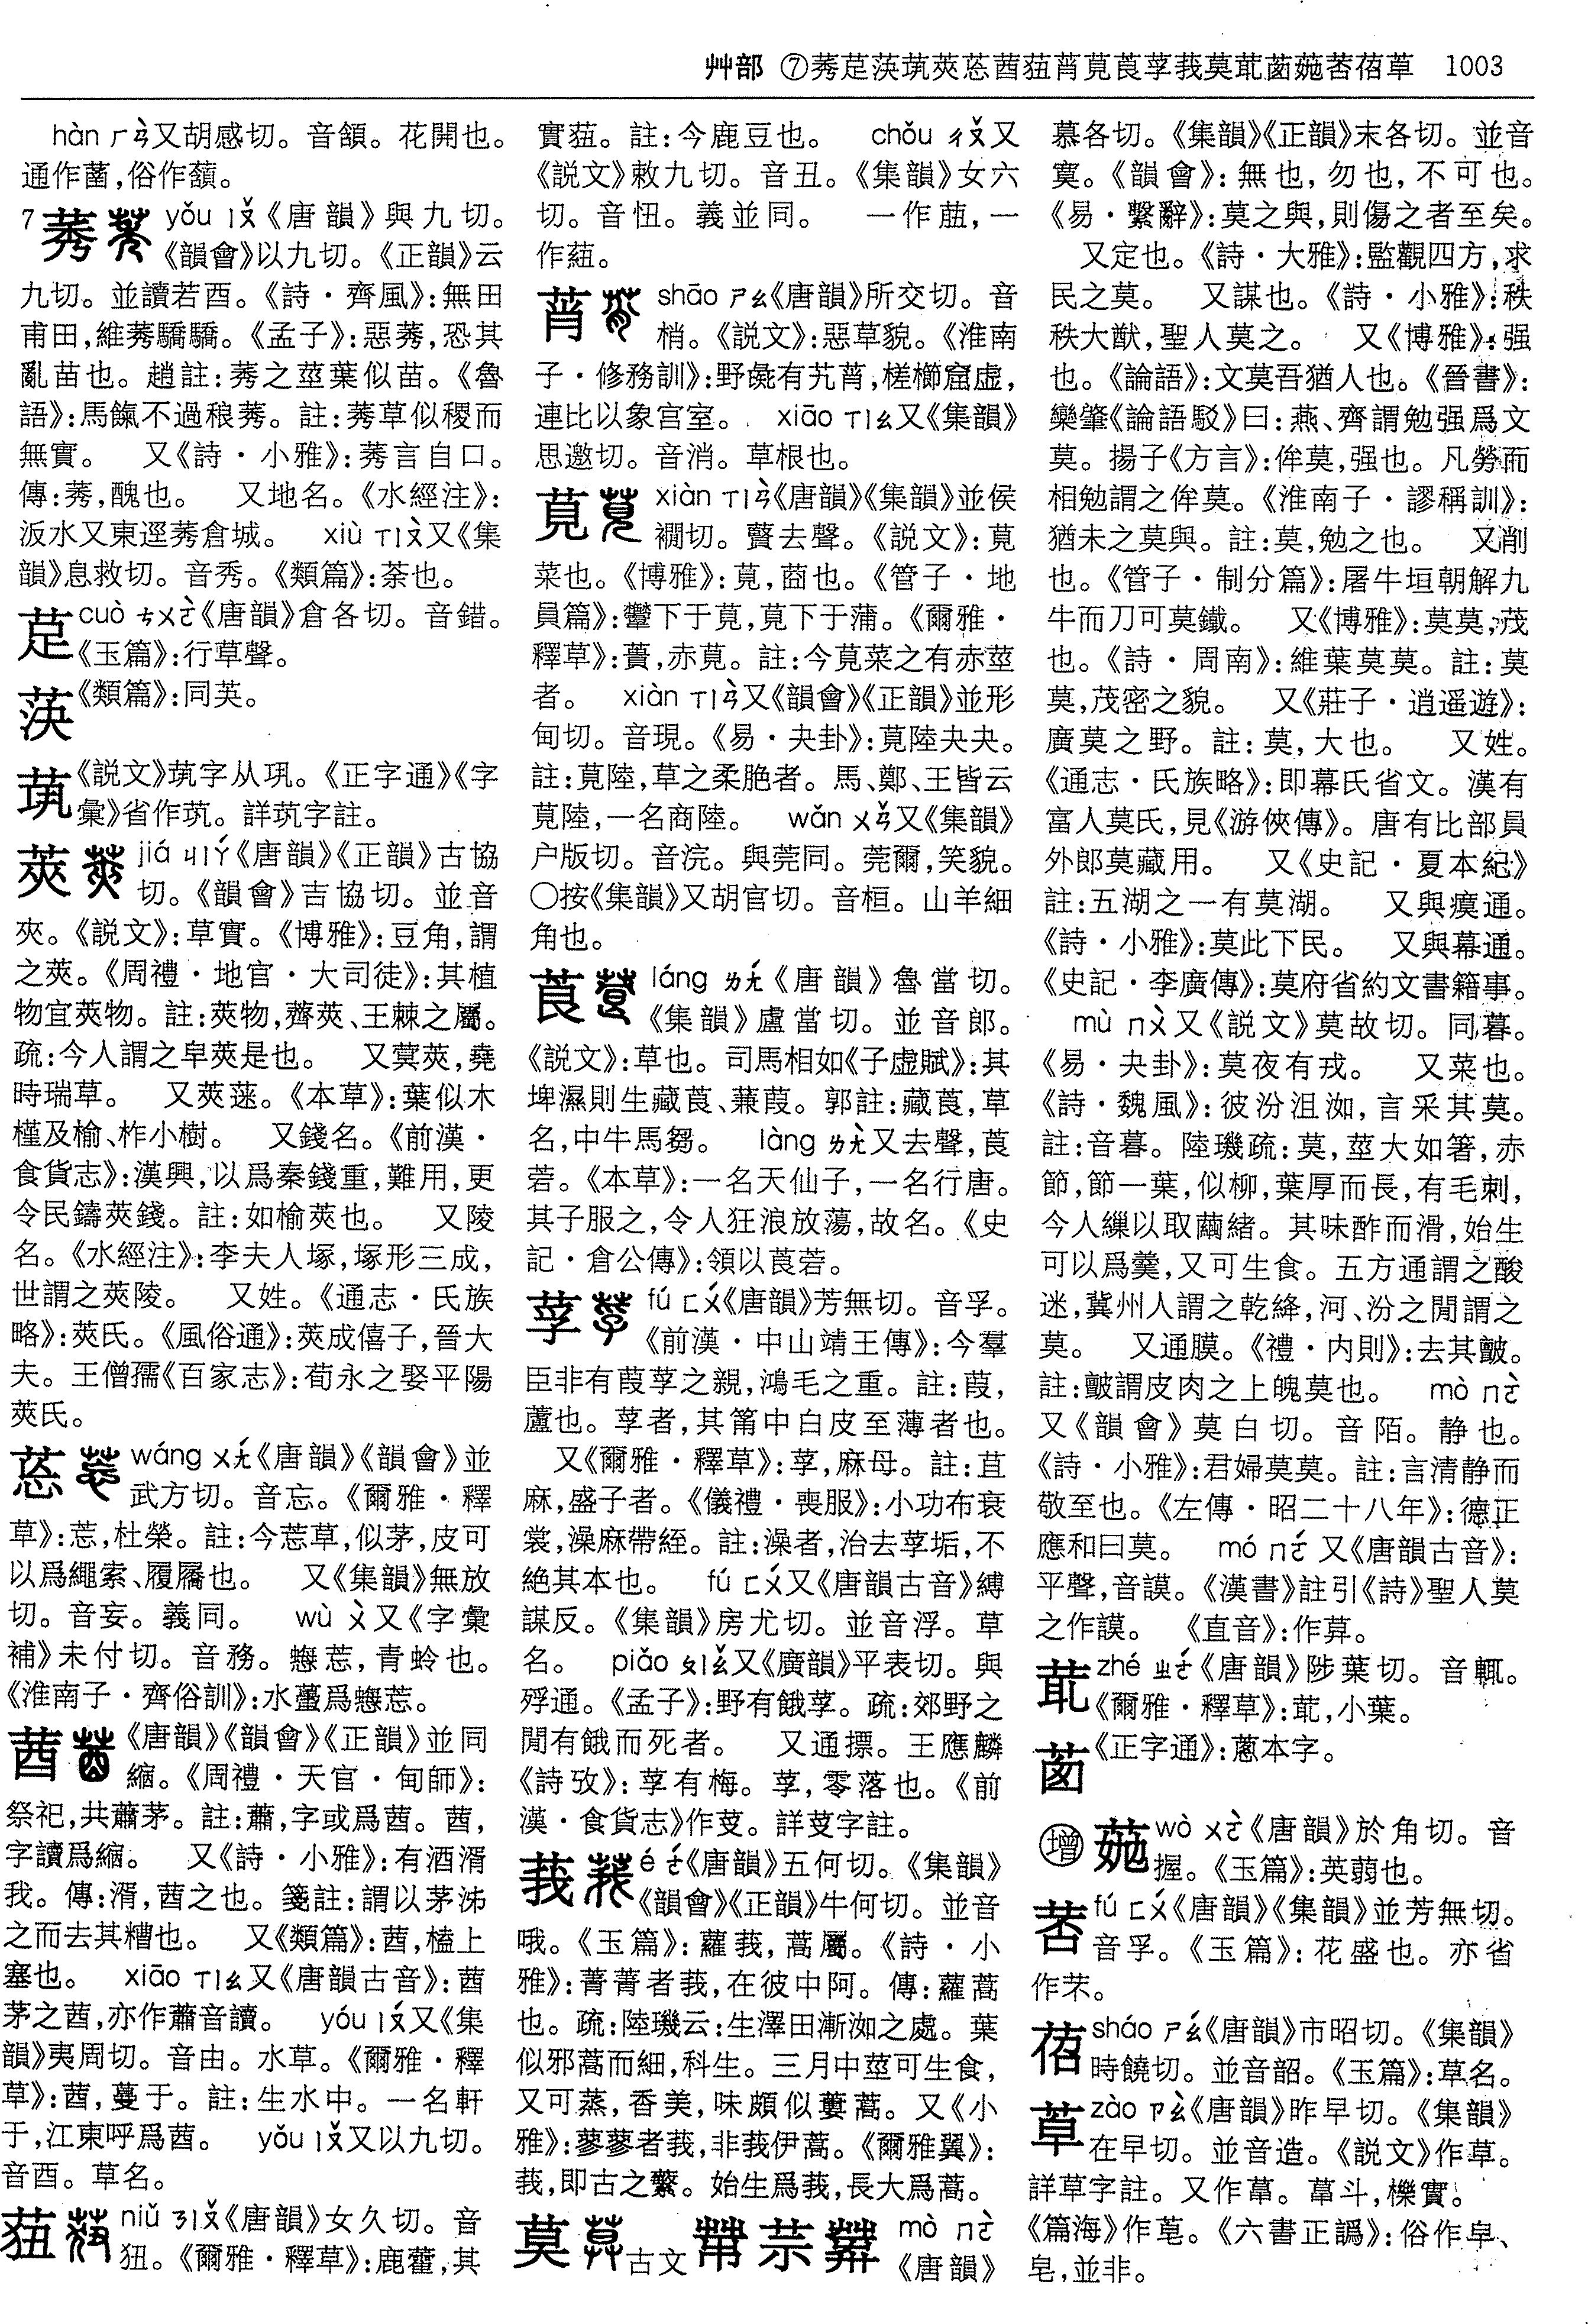 艸部 ⑦莠莡䓈茿莢莣莤莥莦莧莨莩莪莫䓆䓗葹莕蓓草 1003
hàn ㄏㄢˋ又胡感切。音頷。花開也。
通作菡,俗作𦿆。
7 莠 yǒu ㄧㄡˇ《唐韻》與九切。
《韻會》以九切。《正韻》云
九切。並讀若酉。《詩・齊風》:無田
甫田,維莠驕驕。《孟子》:惡莠,恐其
亂苗也。趙註:莠之莖葉似苗。《魯
語》:馬餼不過稂莠。註:莠草似稷而
無實。 又《詩・小雅》:莠言自口。
傳:莠,醜也。 又地名。《水經注》:
汳水又東逕莠倉城。 xiù ㄒㄧㄡˋ又《集
韻》息救切。音秀。《類篇》:荼也。
莡 cuò ㄘㄨㄛˋ《唐韻》倉各切。音錯。
《玉篇》:行草聲。
《類篇》:同英。
《説文》茿字从巩。《正字通》《字
彙》省作茿。詳茿字註。
莢 jiá ㄐㄧㄚˊ《唐韻》《正韻》古協
切。《韻會》吉協切。並音
夾。《説文》:草實。《博雅》:豆角,謂
之莢。《周禮・地官・大司徒》:其植
物宜莢物。註:莢物,薺莢、王棘之屬。
疏:今人謂之皁莢是也。 又蓂莢,堯
時瑞草。 又莢蒾。《本草》:葉似木
槿及榆、柞小樹。 又錢名。《前漢・
食貨志》:漢興,以爲秦錢重,難用,更
令民鑄莢錢。註:如榆莢也。 又陵
名。《水經注》:李夫人塚,塚形三成,
世謂之莢陵。 又姓。《通志・氏族
略》:莢氏。《風俗通》:莢成僖子,晉大
夫。王僧孺《百家志》:荀永之娶平陽
莢氏。
莣 wáng ㄨㄤˊ《唐韻》《韻會》並
武方切。音忘。《爾雅・釋
草》:莣,杜榮。註:今莣草,似茅,皮可
以爲繩索、履屩也。 又《集韻》無放
切。音妄。義同。 wù ㄨˋ又《字彙
補》未付切。音務。蟌莣,青蛉也。
《淮南子・齊俗訓》:水蠆爲蟌莣。
莤 《唐韻》《韻會》《正韻》並同
縮。《周禮・天官・甸師》:
祭祀,共蕭茅。註:蕭,字或爲莤。莤,
字讀爲縮。 又《詩・小雅》:有酒湑
我。傳:湑,莤之也。箋註:謂以茅泲
之而去其糟也。 又《類篇》:莤,榼上
塞也。 xiāo ㄒㄧㄠ又《唐韻古音》:莤
茅之莤,亦作蕭音讀。 yóu ㄧㄡˊ又《集
韻》夷周切。音由。水草。《爾雅・釋
草》:莤,蔓于。註:生水中。一名軒
于,江東呼爲莤。 yǒu ㄧㄡˇ又以九切。
音酉。草名。
莥 niǔ ㄋㄧㄡˇ《唐韻》女久切。音
狃。《爾雅・釋草》:鹿藿,其
實莥。註:今鹿豆也。 chǒu ㄔㄡˇ又
《説文》敕九切。音丑。《集韻》女六
切。音忸。義並同。 一作莥,一
作䓴。
莦 shāo ㄕㄠ《唐韻》所交切。音
梢。《説文》:惡草貌。《淮南
子・修務訓》:野彘有艽莦,槎櫛窟虚,
連比以象宫室。 xiāo ㄒㄧㄠ又《集韻》
思邀切。音消。草根也。
莧 xiàn ㄒㄧㄢˋ《唐韻》《集韻》並侯
襉切。臔去聲。《説文》:莧
菜也。《博雅》:莧,蕳也。《管子・地
員篇》:虇下于莧,莧下于蒲。《爾雅・
釋草》:蕢,赤莧。註:今莧菜之有赤莖
者。 xiàn ㄒㄧㄢˋ又《韻會》《正韻》並形
甸切。音現。《易・夬卦》:莧陸夬夬。
註:莧陸,草之柔脆者。馬、鄭、王皆云
莧陸,一名商陸。 wǎn ㄨㄢˇ又《集韻》
户版切。音浣。與莞同。莞爾,笑貌。
〇按《集韻》又胡官切。音桓。山羊細
角也。
莨 láng ㄌㄤˊ《唐韻》魯當切。
《集韻》盧當切。並音郎。
《説文》:草也。司馬相如《子虚賦》:其
埤濕則生藏莨、蒹葭。郭註:藏莨,草
名,中牛馬芻。 làng ㄌㄤˋ又去聲,莨
菪。《本草》:一名天仙子,一名行唐。
其子服之,令人狂浪放蕩,故名。《史
記・倉公傳》:領以莨菪。
莩 fú ㄈㄨˊ《唐韻》芳無切。音孚。
《前漢・中山靖王傳》:今羣
臣非有葭莩之親,鴻毛之重。註:葭,
蘆也。莩者,其筩中白皮至薄者也。
又《爾雅・釋草》:莩,麻母。註:苴
麻,盛子者。《儀禮・喪服》:小功布衰
裳,澡麻帶絰。註:澡者,治去莩垢,不
絶其本也。 fú ㄈㄨˊ又《唐韻古音》縛
謀反。《集韻》房尤切。並音浮。草
名。 piǎo ㄆㄧㄠˇ又《廣韻》平表切。與
殍通。《孟子》:野有餓莩。疏:郊野之
閒有餓而死者。 又通摽。王應麟
《詩攷》:莩有梅。莩,零落也。《前
漢・食貨志》作芟。詳芟字註。
莪 é ㄜˊ《唐韻》五何切。《集韻》
《韻會》《正韻》牛何切。並音
哦。《玉篇》:蘿莪,蒿屬。《詩・小
雅》:菁菁者莪,在彼中阿。傳:蘿蒿
也。疏:陸璣云:生澤田漸洳之處。葉
似邪蒿而細,科生。三月中莖可生食,
又可蒸,香美,味頗似蔞蒿。又《小
雅》:蓼蓼者莪,非莪伊蒿。《爾雅翼》:
莪,即古之蘩。始生爲莪,長大爲蒿。
莫 古文 mò ㄇㄛˋ
《唐韻》
慕各切。《集韻》《正韻》末各切。並音
寞。《韻會》:無也,勿也,不可也。
《易・繫辭》:莫之與,則傷之者至矣。
又定也。《詩・大雅》:監觀四方,求
民之莫。 又謀也。《詩・小雅》:秩
秩大猷,聖人莫之。 又《博雅》:强
也。《論語》:文莫吾猶人也。《晉書》:
欒肇《論語駁》曰:燕、齊謂勉强爲文
莫。揚子《方言》:侔莫,强也。凡勞而
相勉謂之侔莫。《淮南子・謬稱訓》:
猶未之莫與。註:莫,勉之也。 又削
也。《管子・制分篇》:屠牛垣朝解九
牛而刀可莫鐵。 又《博雅》:莫莫,茂
也。《詩・周南》:維葉莫莫。註:莫
莫,茂密之貌。 又《莊子・逍遥遊》:
廣莫之野。註:莫,大也。 又姓。
《通志・氏族略》:即幕氏省文。漢有
富人莫氏,見《游俠傳》。唐有比部員
外郎莫藏用。 又《史記・夏本紀》
註:五湖之一有莫湖。 又與瘼通。
《詩・小雅》:莫此下民。 又與幕通。
《史記・李廣傳》:莫府省約文書籍事。
mù ㄇㄨˋ又《説文》莫故切。同暮。
《易・夬卦》:莫夜有戎。 又菜也。
《詩・魏風》:彼汾沮洳,言采其莫。
註:音暮。陸璣疏:莫,莖大如箸,赤
節,節一葉,似柳,葉厚而長,有毛刺,
今人繅以取繭緒。其味酢而滑,始生
可以爲羹,又可生食。五方通謂之酸
迷,冀州人謂之乾絳,河、汾之閒謂之
莫。 又通膜。《禮・内則》:去其皽。
註:皽謂皮肉之上魄莫也。 mò ㄇㄛˋ
又《韻會》莫白切。音陌。静也。
《詩・小雅》:君婦莫莫。註:言清静而
敬至也。《左傳・昭二十八年》:德正
應和曰莫。 mó ㄇㄛˊ 又《唐韻古音》:
平聲,音謨。《漢書》註引《詩》聖人莫
之作謨。 《直音》:作䒬。
zhé ㄓㄜˊ《唐韻》陟葉切。音輒。
《爾雅・釋草》:䓆,小葉。
《正字通》:蔥本字。
增 wò ㄨㄛˋ《唐韻》於角切。音
握。《玉篇》:英蒻也。
fú ㄈㄨˊ《唐韻》《集韻》並芳無切。
音孚。《玉篇》:花盛也。亦省
作芣。
sháo ㄕㄠˊ《唐韻》市昭切。《集韻》
時饒切。並音韶。《玉篇》:草名。
zào ㄗㄠˋ《唐韻》昨早切。《集韻》
在早切。並音造。《説文》作草。
詳草字註。又作䓍。䓍斗,櫟實。
《篇海》作菒。《六書正譌》:俗作皁、
皂,並非。